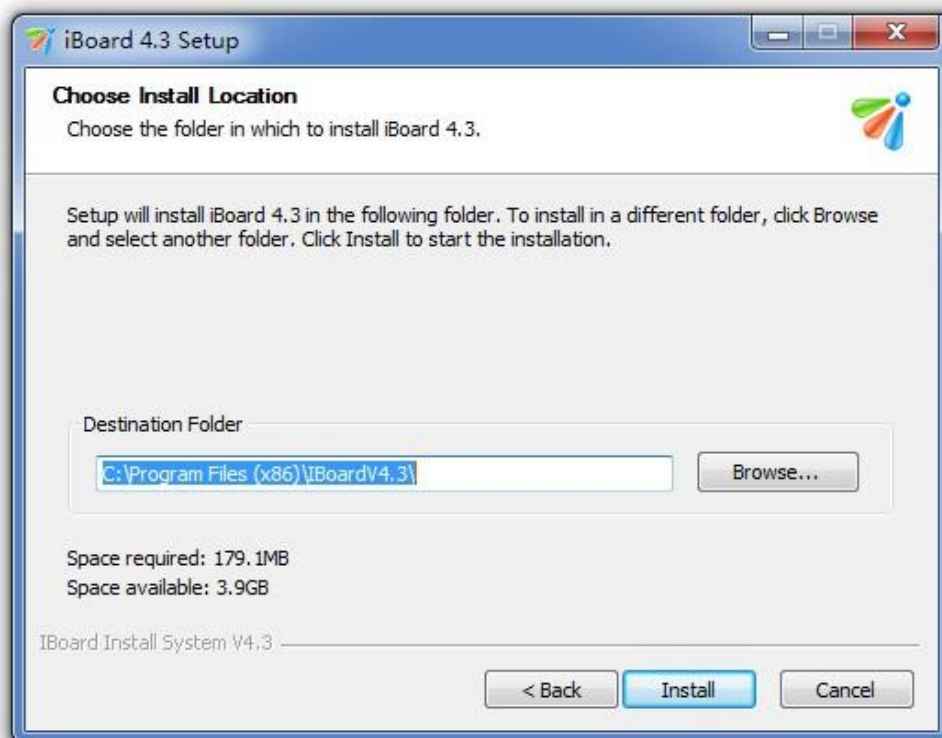 iBoard 4.3 Setup
Choose Install Location
Choose the folder in which to install iBoard 4.3.
Setup will install iBoard 4.3 in the following folder. To install in a different folder, click Browse
and select another folder. Click Install to start the installation.
Destination Folder
C:\Program Files (x86)\IBoardV4.3\
Browse...
Space required: 179.1MB
Space available: 3.9GB
IBoard Install System V4.3
< Back
Install
Cancel